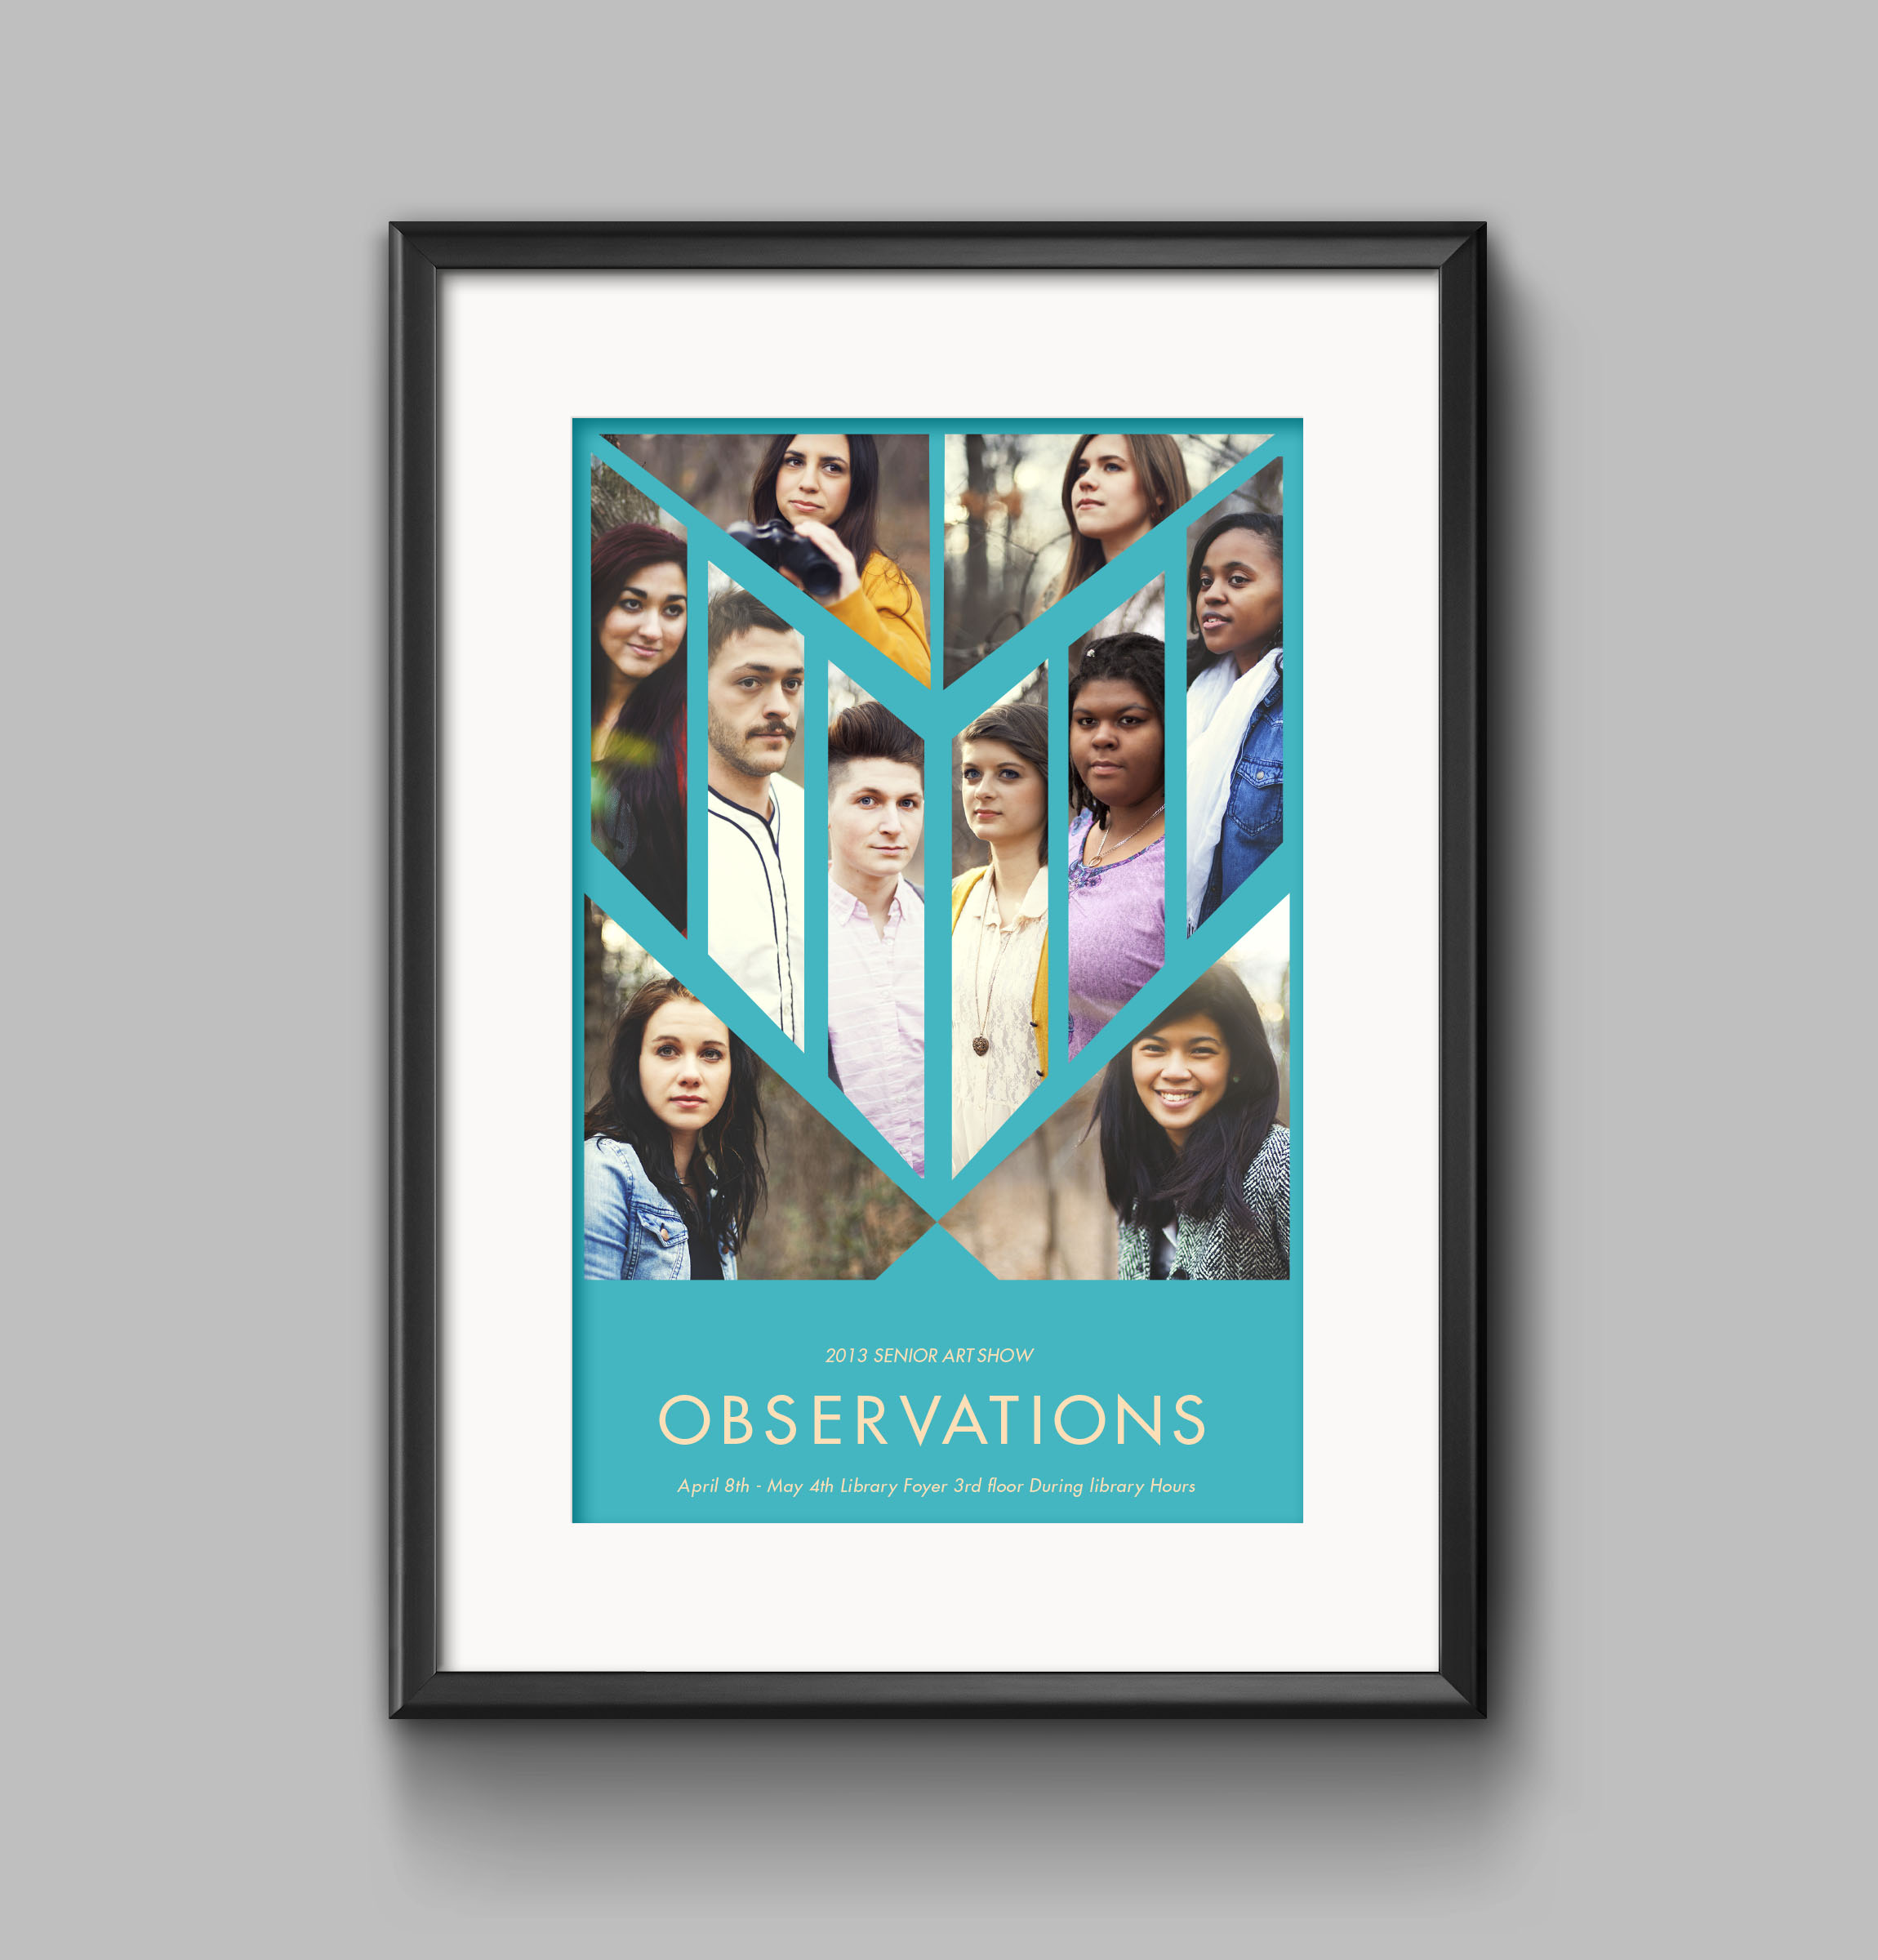 2013 SENIOR ART SHOW
OBSERVATIONS
April 8th - May 4th Library Foyer 3rd floor During library Hours